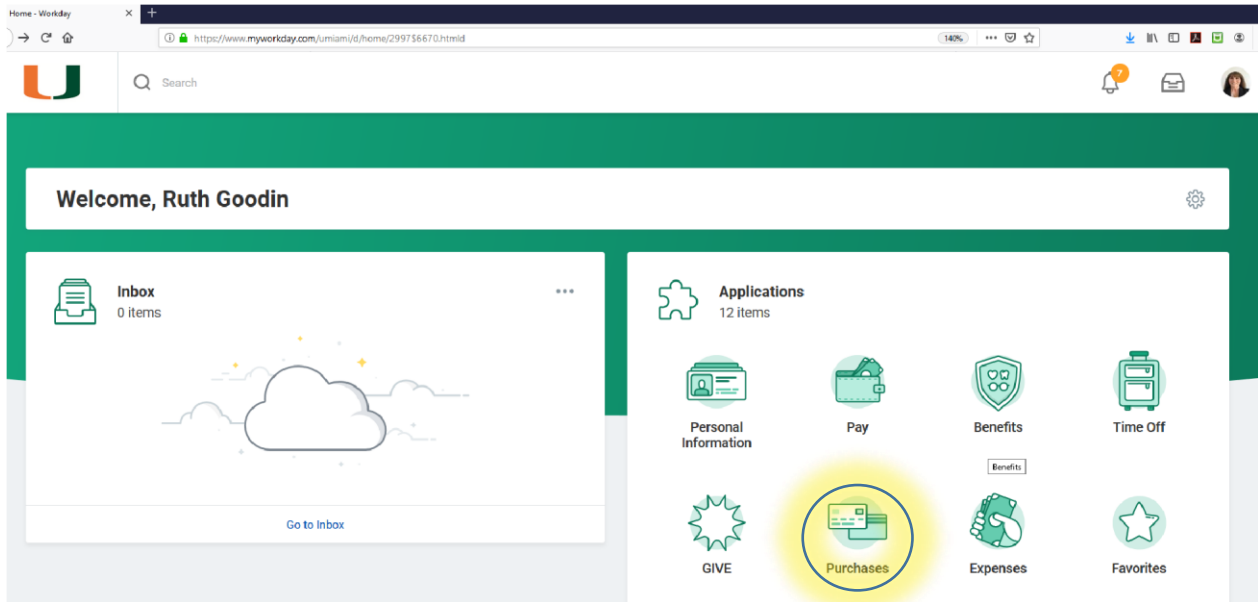 Home - Workday
https://www.myworkday.com/umiami/d/home/2997$6670.htmld
140%
Search
7
Welcome, Ruth Goodin
Inbox
0 items
Go to Inbox
Applications
12 items
Personal Information
Pay
Benefits
Time Off
Benefits
GIVE
Purchases
Expenses
Favorites